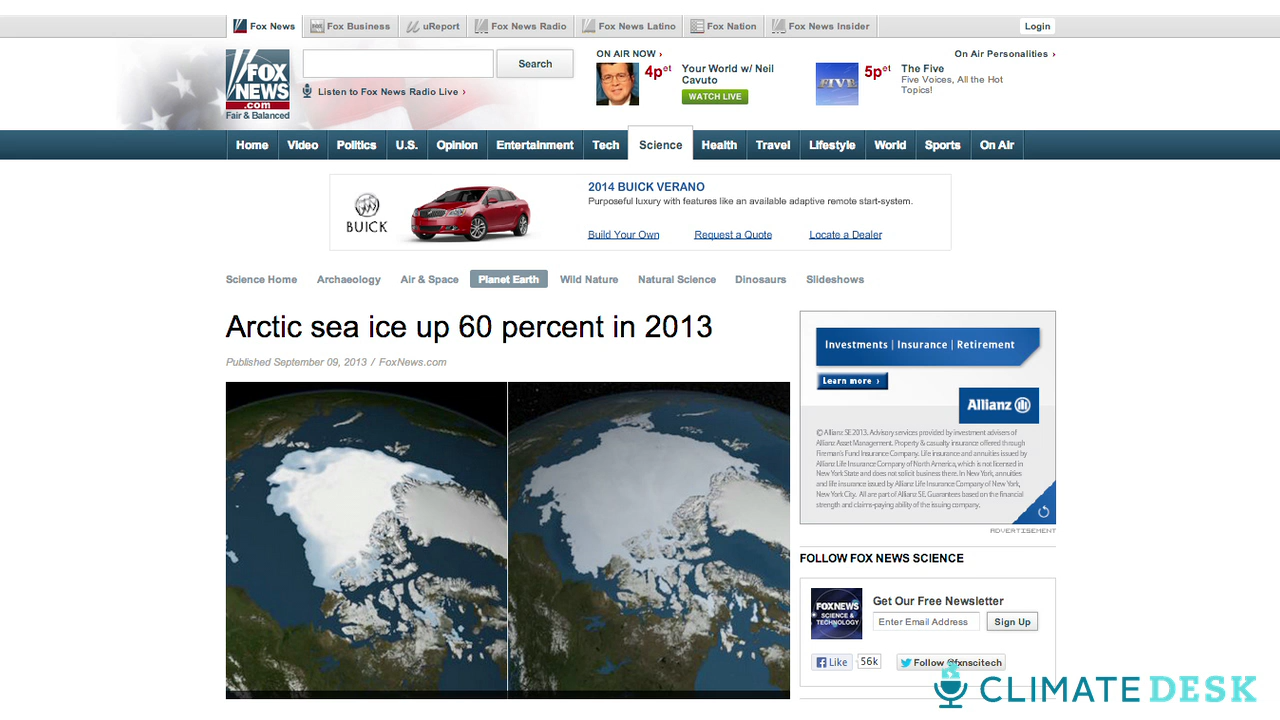 Fox News
Fox Business
uReport
Fox News Radio
Fox News Latino
Fox Nation
Fox News Insider
Login
FOX
NEWS
.com
Fair & Balanced
Search
Listen to Fox News Radio Live ›
ON AIR NOW ›
4pet
Your World w/ Neil
Cavuto
WATCH LIVE
On Air Personalities ›
FIVE
5pet
The Five
Five Voices, All the Hot
Topics!
Home Video Politics U.S. Opinion Entertainment Tech Science Health Travel Lifestyle World Sports On Air
BUICK
2014 BUICK VERANO
Purposeful luxury with features like an available adaptive remote start-system.
Build Your Own Request a Quote Locate a Dealer
Science Home Archaeology Air & Space Planet Earth Wild Nature Natural Science Dinosaurs Slideshows
Arctic sea ice up 60 percent in 2013
Published September 09, 2013 / FoxNews.com
Investments | Insurance | Retirement
Learn more ›
Allianz
© Allianz SE 2013. Advisory services provided by investment advisers of
Allianz Asset Management. Property & casualty insurance offered through
Fireman's Fund Insurance Company. Life insurance and annuities issued by
Allianz Life Insurance Company of North America, which is not licensed in
New York State and does not solicit business there. In New York, annuities
and life insurance issued by Allianz Life Insurance Company of New York,
New York City. All are part of Allianz SE. Guarantees based on the financial
strength and claims-paying ability of the issuing company.
ADVERTISEMENT
FOLLOW FOX NEWS SCIENCE
FOXNEWS
SCIENCE &
TECHNOLOGY
Get Our Free Newsletter
Enter Email Address
Sign Up
Like
56k
Follow @fxnscitech
CLIMATE DESK